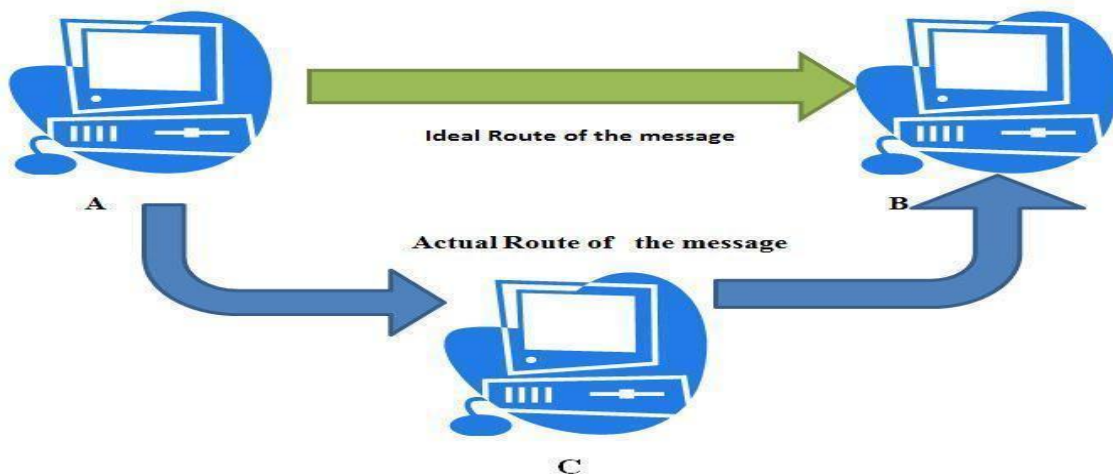 Ideal Route of the message
A
B
Actual Route of the message
C